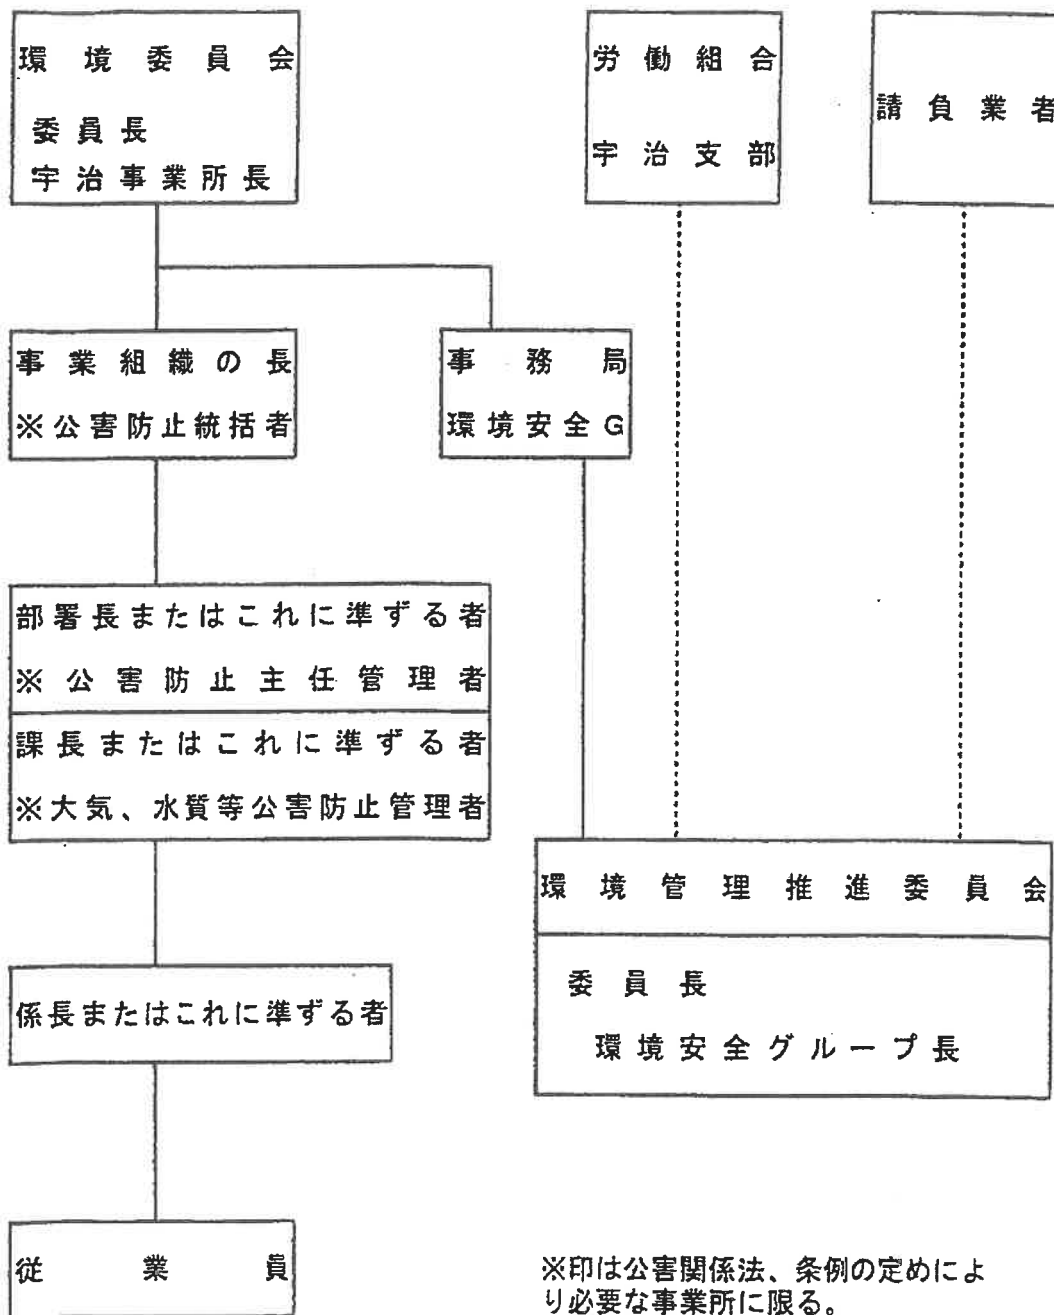 環境委員会
委員長
宇治事業所長
労働組合
宇治支部
請負業者
事業組織の長
※公害防止統括者
事務局
環境安全G
部署長またはこれに準ずる者
※公害防止主任管理者
課長またはこれに準ずる者
※大気、水質等公害防止管理者
環境管理推進委員会
委員長
環境安全グループ長
係長またはこれに準ずる者
従業員
※印は公害関係法、条例の定めによ
り必要な事業所に限る。